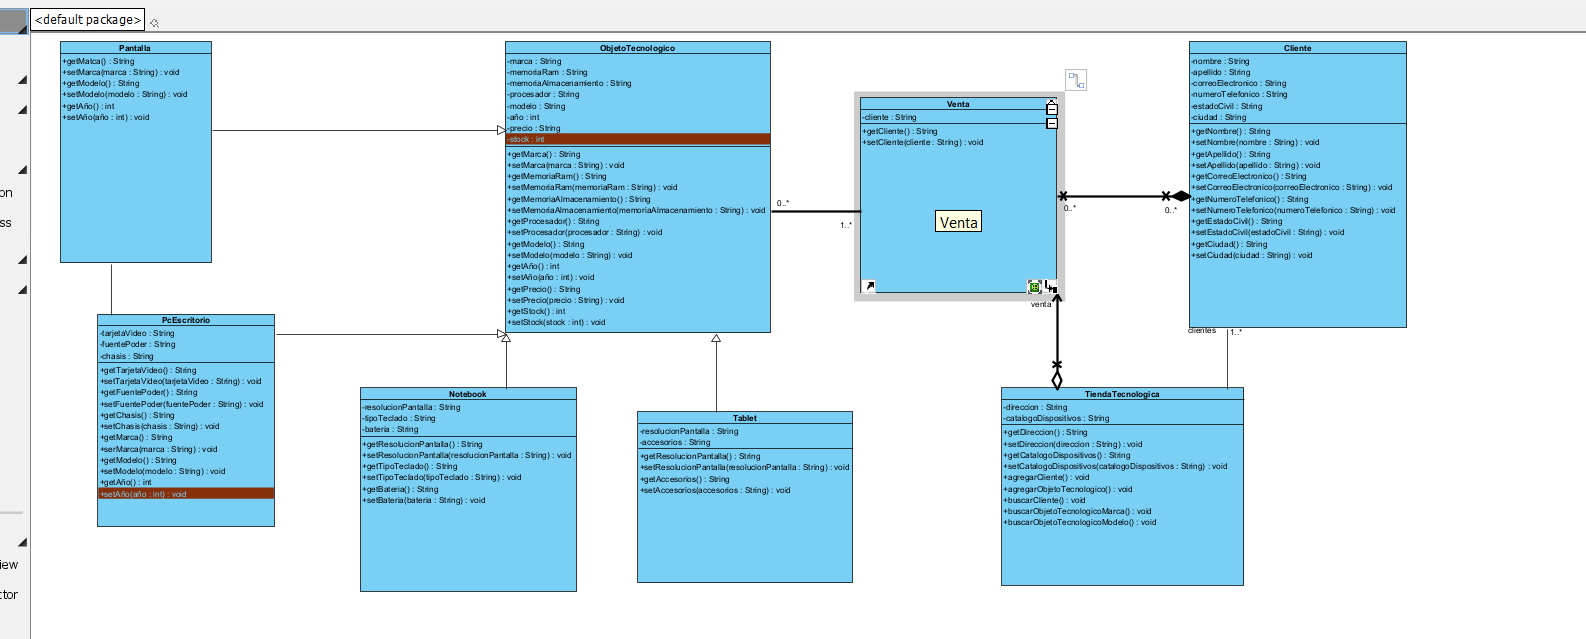 <default package>
on
ss
iew
ctor
Pantalla
+getMatca() : String
+setMarca(marca : String) : void
+getModelo() : String
+setModelo(modelo : String) : void
+getAño() : int
+setAño(año : int) : void
ObjetoTecnologico
-marca : String
-memoriaRam : String
-memoriaAlmacenamiento : String
-procesador : String
-modelo : String
-año : int
-precio : String
-stock : int
+getMarca() : String
+setMarca(marca : String) : void
+getMemoriaRam() : String
+setMemoriaRam(memoriaRam : String) : void
+getMemoriaAlmacenamiento() : String
+setMemoriaAlmacenamiento(memoriaAlmacenamiento : String) : void
+getProcesador() : String
+setProcesador(procesador : String) : void
+getModelo() : String
+setModelo(modelo : String) : void
+getAño() : int
+setAño(año : int) : void
+getPrecio() : String
+setPrecio(precio : String) : void
+getStock() : int
+setStock(stock : int) : void
0..*
1..*
Venta
-cliente : String
+getCliente() : String
+setCliente(cliente : String) : void
Venta
venta
0..*
0..*
Cliente
-nombre : String
-apellido : String
-correoElectronico : String
-numeroTelefonico : String
-estadoCivil : String
-ciudad : String
+getNombre() : String
+setNombre(nombre : String) : void
+getApellido() : String
+setApellido(apellido : String) : void
+getCorreoElectronico() : String
+setCorreoElectronico(correoElectronico : String) : void
+getNumeroTelefonico() : String
+setNumeroTelefonico(numeroTelefonico : String) : void
+getEstadoCivil() : String
+setEstadoCivil(estadoCivil : String) : void
+getCiudad() : String
+setCiudad(ciudad : String) : void
clientes
1..*
PcEscritorio
-tarjetaVideo : String
-fuentePoder : String
-chasis : String
+getTarjetaVideo() : String
+setTarjetaVideo(tarjetaVideo : String) : void
+getFuentePoder() : String
+setFuentePoder(fuentePoder : String) : void
+getChasis() : String
+setChasis(chasis : String) : void
+getMarca() : String
+serMarca(marca : String) : void
+getModelo() : String
+setModelo(modelo : String) : void
+getAño() : int
+setAño(año : int) : void
Notebook
-resolucionPantalla : String
-tipoTeclado : String
-bateria : String
+getResolucionPantalla() : String
+setResolucionPantalla(resolucionPantalla : String) : void
+getTipoTeclado() : String
+setTipoTeclado(tipoTeclado : String) : void
+getBateria() : String
+setBateria(bateria : String) : void
Tablet
-resolucionPantalla : String
-accesorios : String
+getResolucionPantalla() : String
+setResolucionPantalla(resolucionPantalla : String) : void
+getAccesorios() : String
+setAccesorios(accesorios : String) : void
TiendaTecnologica
-direccion : String
-catalogoDispositivos : String
+getDireccion() : String
+setDireccion(direccion : String) : void
+getCatalogoDispositivos() : String
+setCatalogoDispositivos(catalogoDispositivos : String) : void
+agregarCliente() : void
+agregarObjetoTecnologico() : void
+buscarCliente() : void
+buscarObjetoTecnologicoMarca() : void
+buscarObjetoTecnologicoModelo() : void